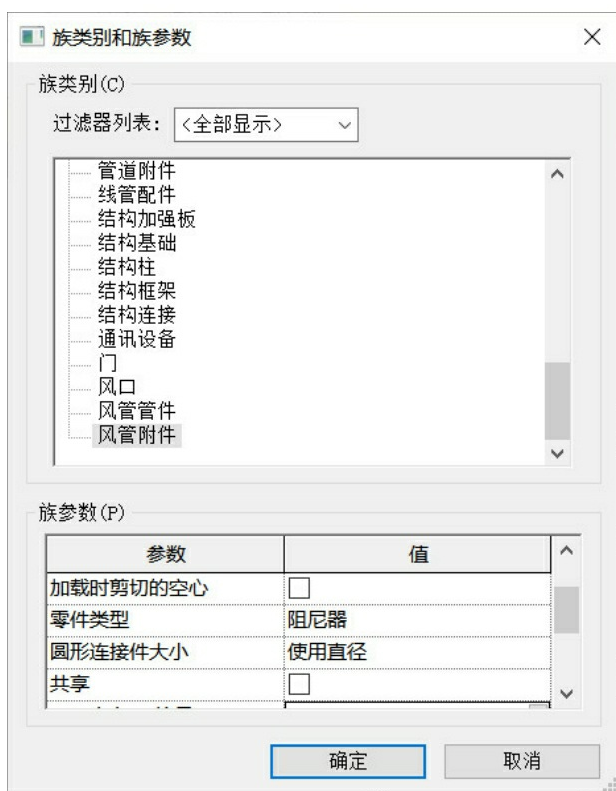 族类别和族参数
族类别(C)
过滤器列表: <全部显示>
管道附件
线管配件
结构加强板
结构基础
结构柱
结构框架
结构连接
通讯设备
门
风口
风管管件
风管附件
族参数(P)
参数 值
加载时剪切的空心
零件类型 阻尼器
圆形连接件大小 使用直径
共享
确定 取消